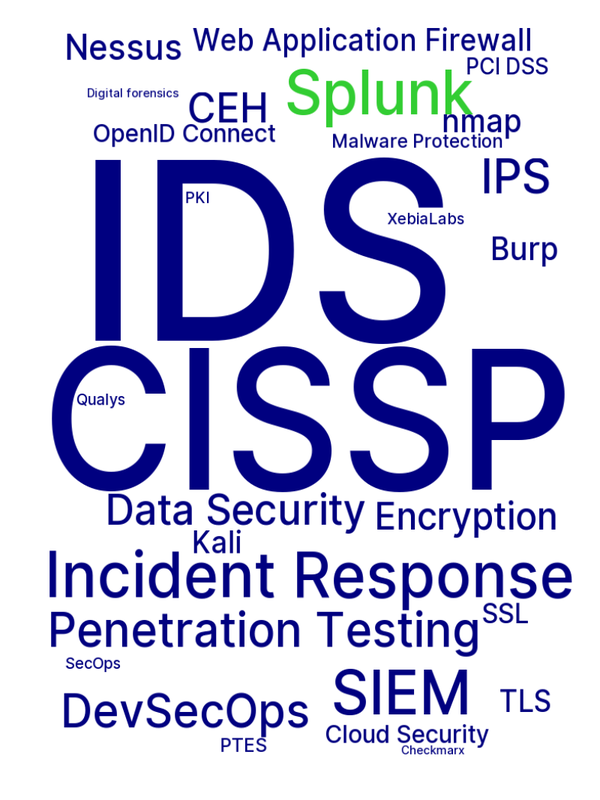 Nessus
Web Application Firewall
PCI DSS
Digital forensics
CEH
Splunk
nmap
OpenID Connect
Malware Protection
IPS
IDS
PKI
XebiaLabs
Burp
CISSP
Qualys
Data Security
Encryption
Kali
Incident Response
Penetration Testing
SSL
SecOps
SIEM
TLS
DevSecOps
Cloud Security
PTES
Checkmarx